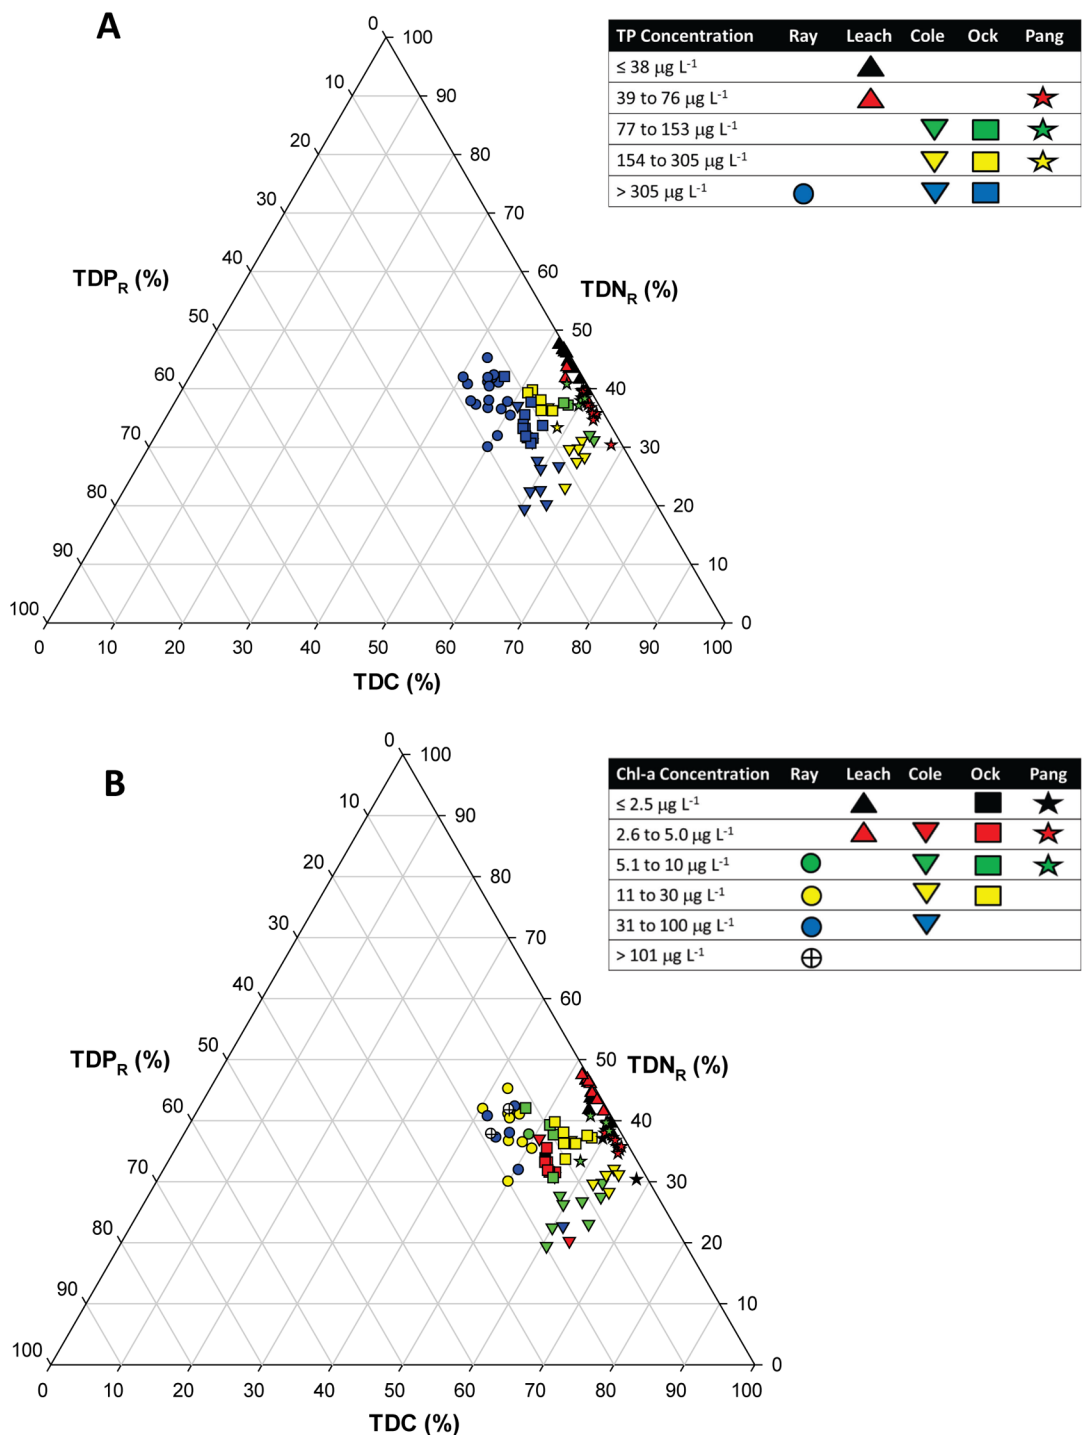 A
TP Concentration Ray Leach Cole Ock Pang
≤ 38 µg L-1
39 to 76 µg L-1
77 to 153 µg L-1
154 to 305 µg L-1
> 305 µg L-1
0 100
10 90
20 80
30 70
40 60
TDPR (%) TDNR (%)
50 50
60 40
70 30
80 20
90 10
100 0
0 10 20 30 40 50 60 70 80 90 100
TDC (%)
B
Chl-a Concentration Ray Leach Cole Ock Pang
≤ 2.5 µg L-1
2.6 to 5.0 µg L-1
5.1 to 10 µg L-1
11 to 30 µg L-1
31 to 100 µg L-1
> 101 µg L-1
0 100
10 90
20 80
30 70
40 60
50 50
TDPR (%) TDNR (%)
60 40
70 30
80 20
90 10
100 0
0 10 20 30 40 50 60 70 80 90 100
TDC (%)